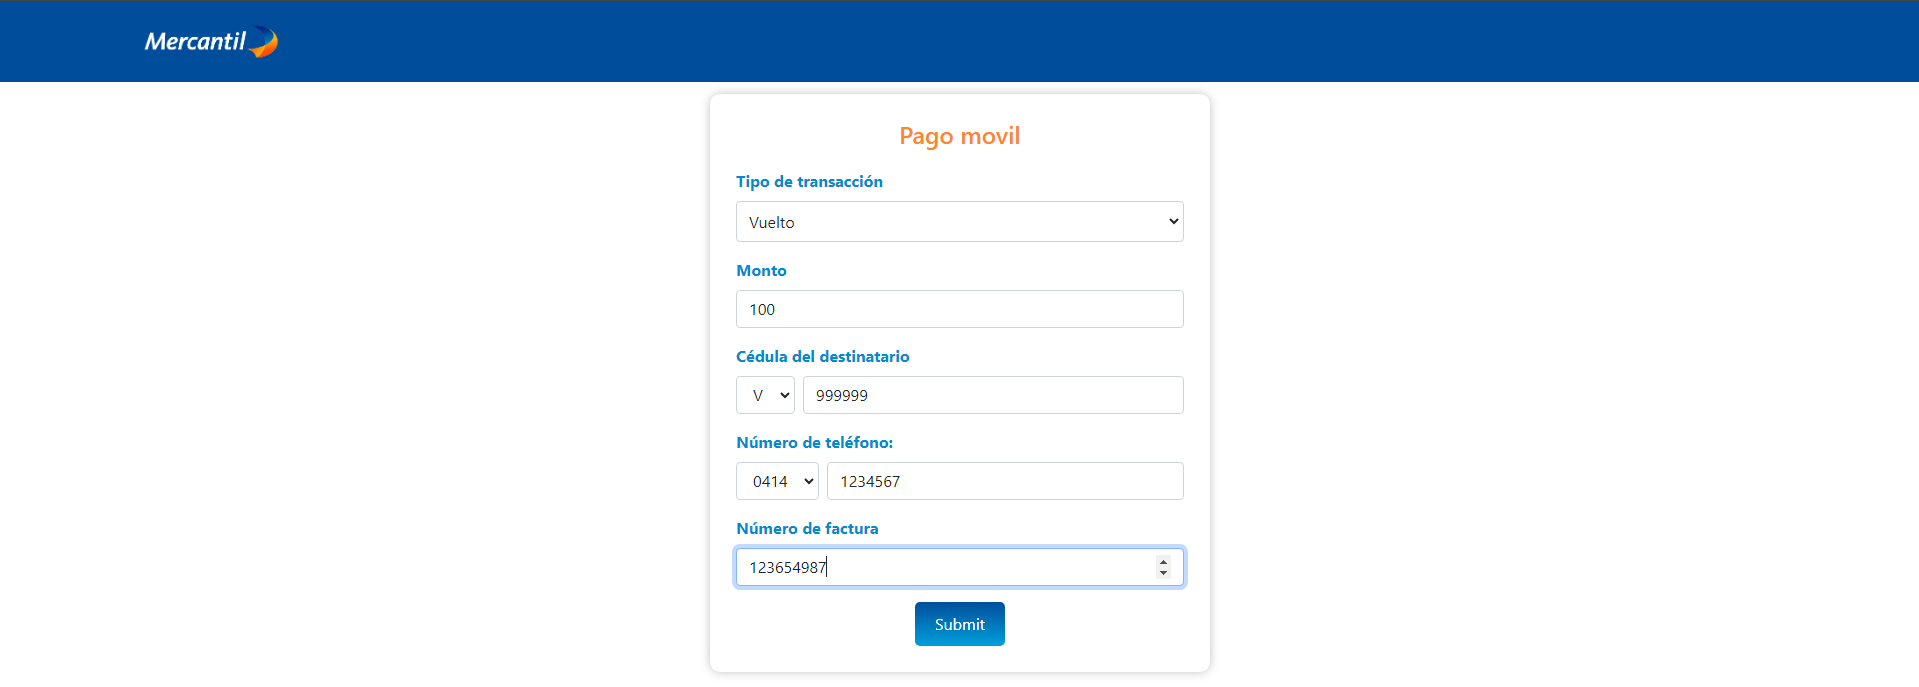 Mercantil
Pago movil
Tipo de transacción
Vuelto
Monto
100
Cédula del destinatario
V 999999
Número de teléfono:
0414 1234567
Número de factura
123654987
Submit